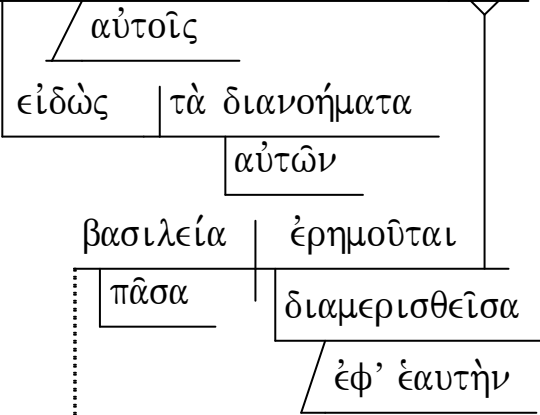 αὐτοῖς
εἰδὼς τὰ διανοήματα
αὐτῶν
βασιλεία ἐρημοῦται
πᾶσα
διαμερισθεῖσα
ἐφ’ ἑαυτὴν